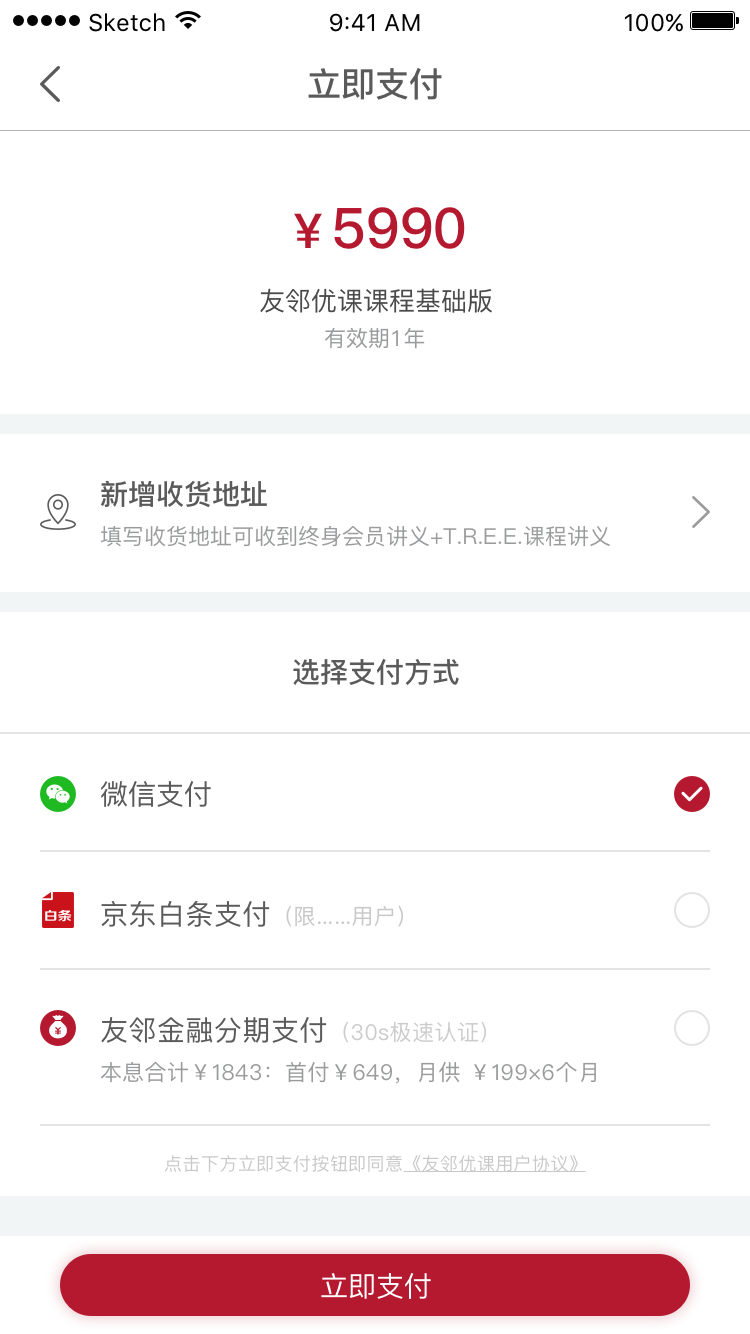 ●●●●● Sketch 9:41 AM 100%
立即支付
￥5990
友邻优课课程基础版
有效期1年
新增收货地址
填写收货地址可收到终身会员讲义+T.R.E.E.课程讲义
选择支付方式
微信支付
白条
京东白条支付（限……用户）
友邻金融分期支付（30s极速认证）
本息合计￥1843：首付￥649，月供 ￥199×6个月
点击下方立即支付按钮即同意《友邻优课用户协议》
立即支付